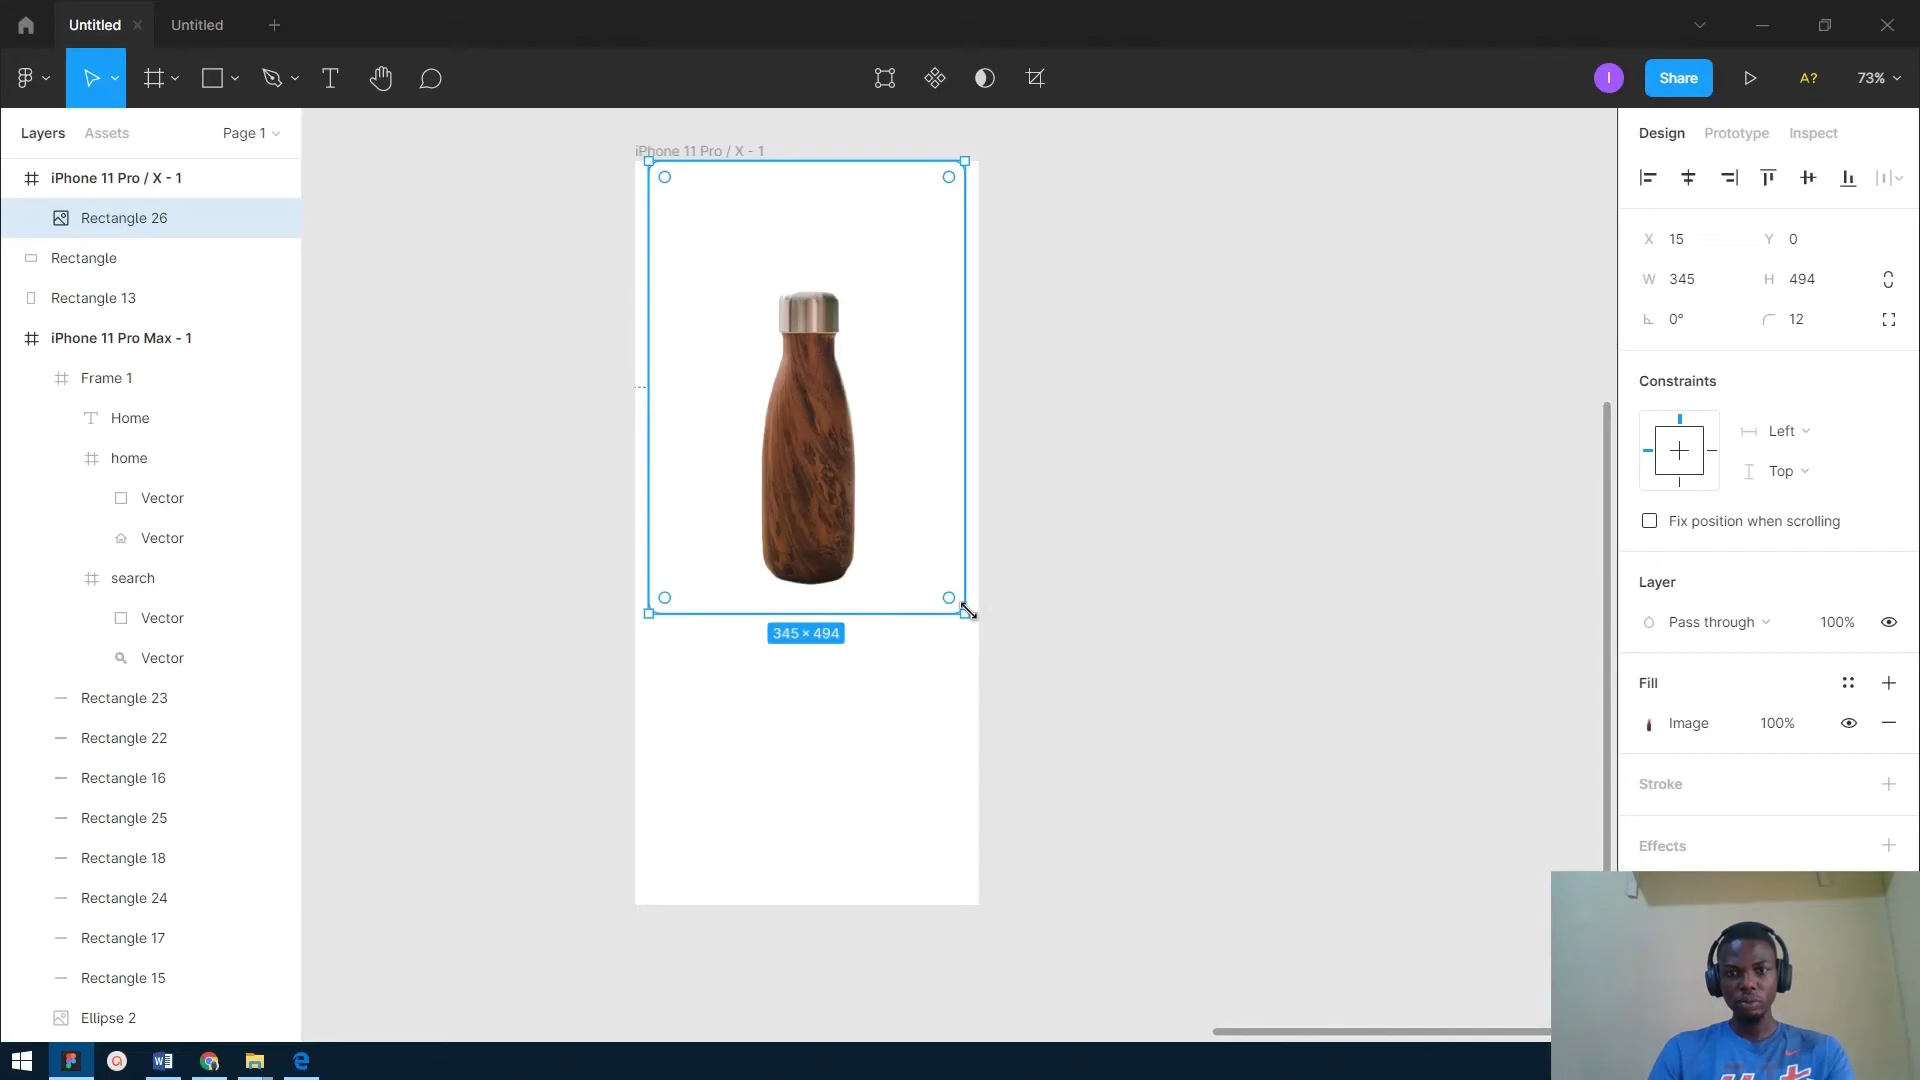 Untitled
Untitled
I
Share
A?
73%
Layers
Assets
Page 1
iPhone 11 Pro / X - 1
Rectangle 26
Rectangle
Rectangle 13
iPhone 11 Pro Max - 1
Frame 1
Home
home
Vector
Vector
search
Vector
Vector
Rectangle 23
Rectangle 22
Rectangle 16
Rectangle 25
Rectangle 18
Rectangle 24
Rectangle 17
Rectangle 15
Ellipse 2
iPhone 11 Pro / X - 1
345 × 494
Design
Prototype
Inspect
X 15
Y 0
W 345
H 494
0°
12
Constraints
Left
Top
Fix position when scrolling
Layer
Pass through
100%
Fill
Image
100%
Stroke
Effects